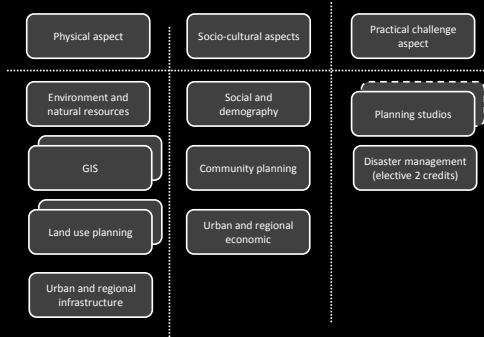 Physical aspect
Socio-cultural aspects
Practical challenge
aspect
Environment and
natural resources
GIS
Land use planning
Urban and regional
infrastructure
Social and
demography
Community planning
Urban and regional
economic
Planning studios
Disaster management
(elective 2 credits)